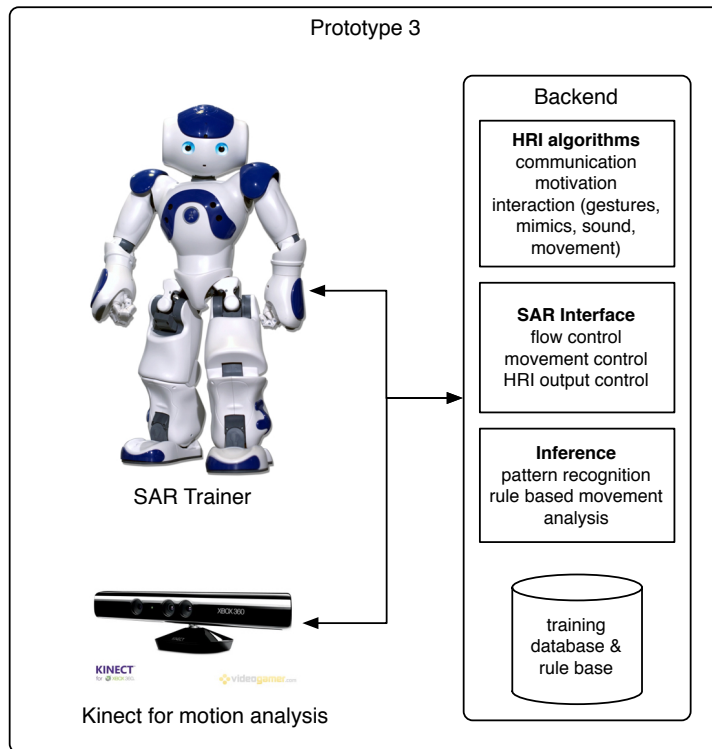 Prototype 3
SAR Trainer
XBOX 360
KINECT
KINECT
for XBOX 360.
videogamer.com
Kinect for motion analysis
Backend
HRI algorithms
communication
motivation
interaction (gestures,
mimics, sound,
movement)
SAR Interface
flow control
movement control
HRI output control
Inference
pattern recognition
rule based movement
analysis
training
database &
rule base